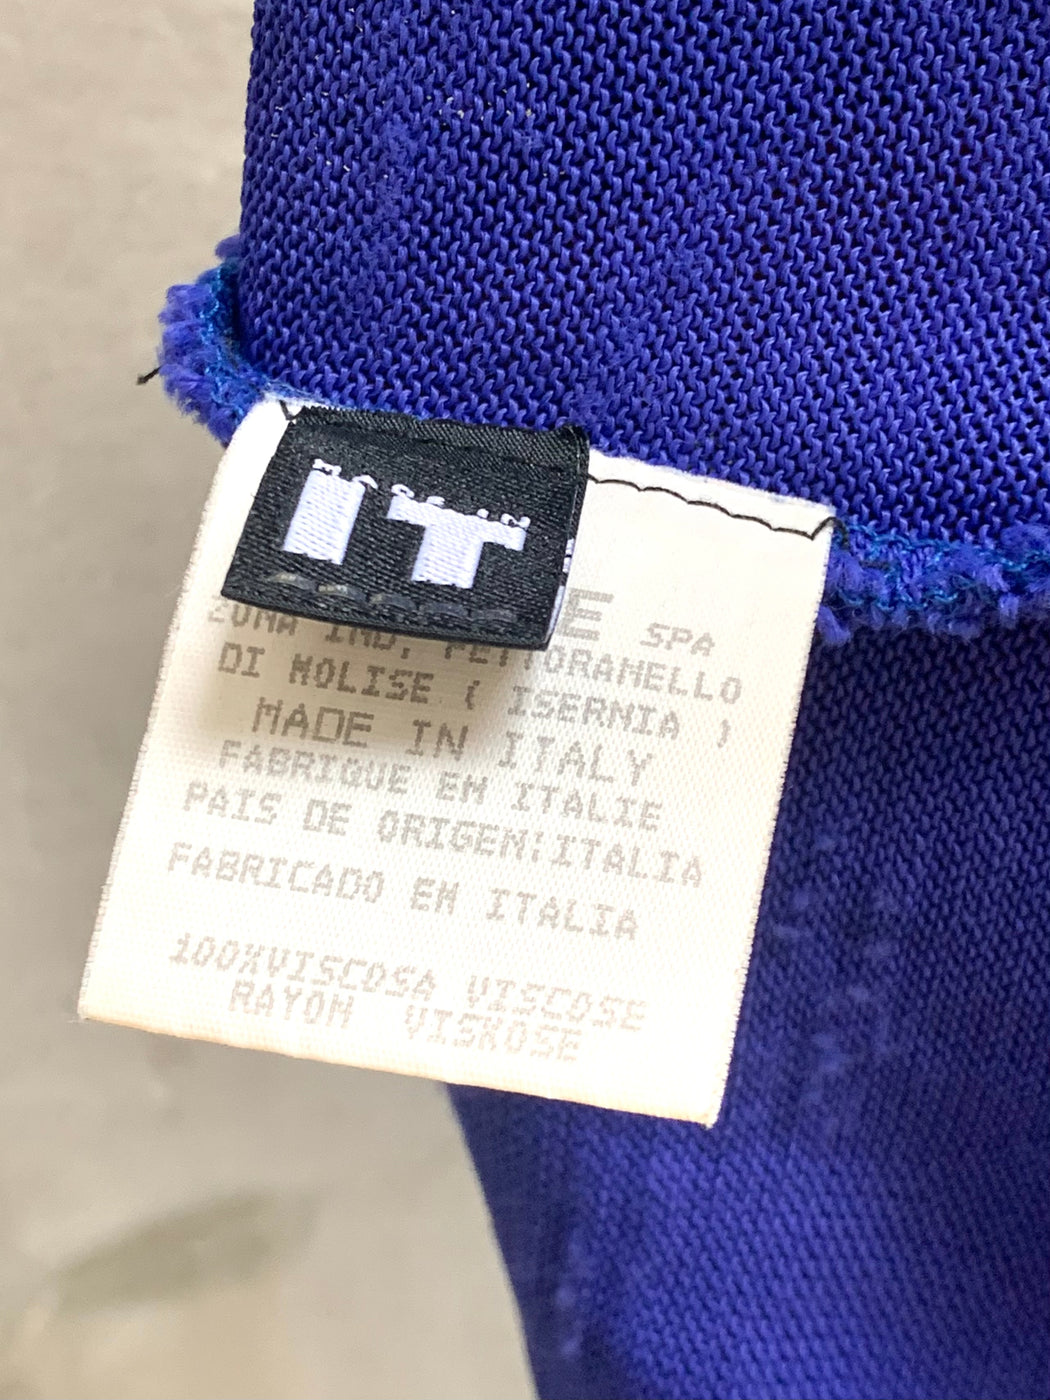 IT
E SPA
ZONA IND. PETTORANELLO
DI MOLISE ( ISERNIA )
MADE IN ITALY
FABRIQUE EN ITALIE
PAIS DE ORIGEN:ITALIA
FABRICADO EN ITALIA
100%VISCOSA VISCOSE
RAYON VISKOSE